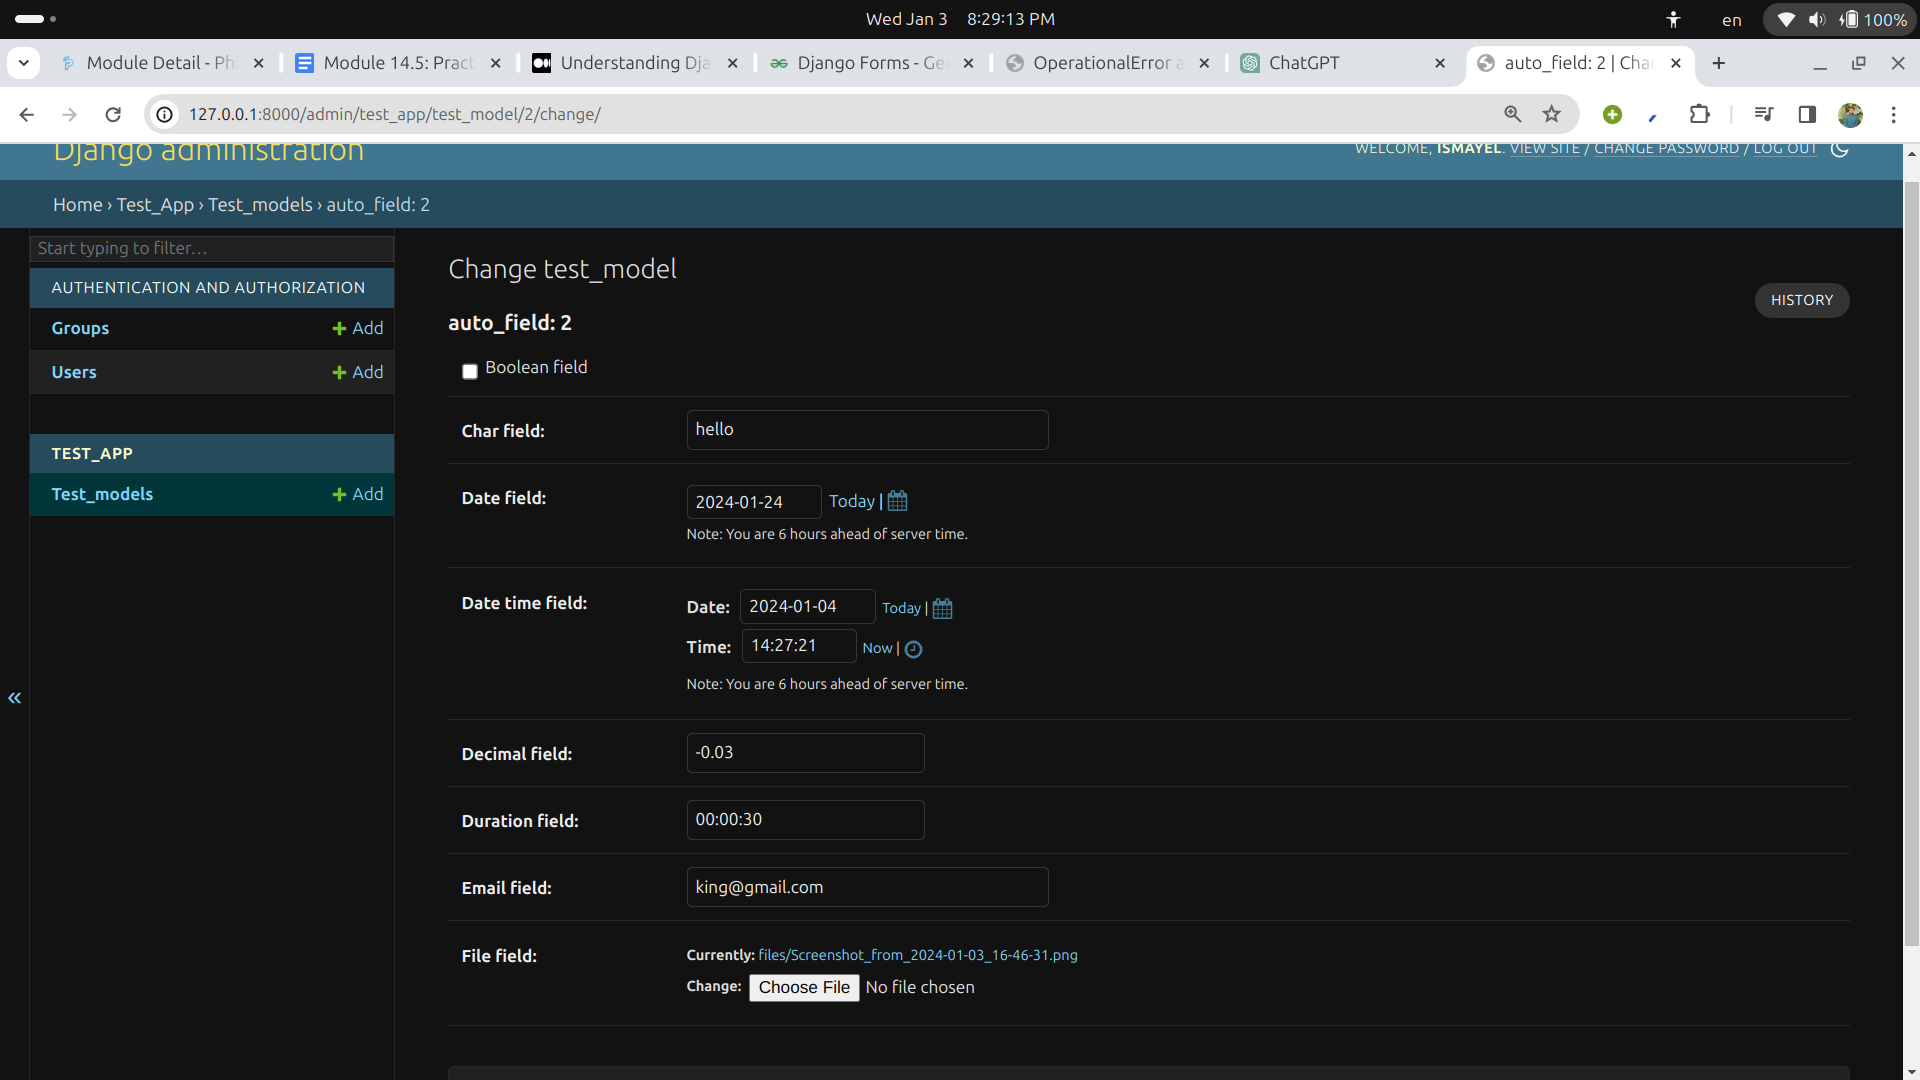 Wed Jan 3 8:29:13 PM
en 100%
Module Detail - Ph
Module 14.5: Pract
Understanding Dja
Django Forms - Ge
OperationalError a
ChatGPT
auto_field: 2 | Cha
127.0.0.1:8000/admin/test_app/test_model/2/change/
Django administration
WELCOME, ISMAYEL. VIEW SITE / CHANGE PASSWORD / LOG OUT
Home › Test_App › Test_models › auto_field: 2
Start typing to filter...
AUTHENTICATION AND AUTHORIZATION
Groups + Add
Users + Add
TEST_APP
Test_models + Add
«
Change test_model
HISTORY
auto_field: 2
Boolean field
Char field: hello
Date field: 2024-01-24 Today |
Note: You are 6 hours ahead of server time.
Date time field: Date: 2024-01-04 Today |
Time: 14:27:21 Now |
Note: You are 6 hours ahead of server time.
Decimal field: -0.03
Duration field: 00:00:30
Email field: king@gmail.com
File field: Currently: files/Screenshot_from_2024-01-03_16-46-31.png
Change: Choose File No file chosen